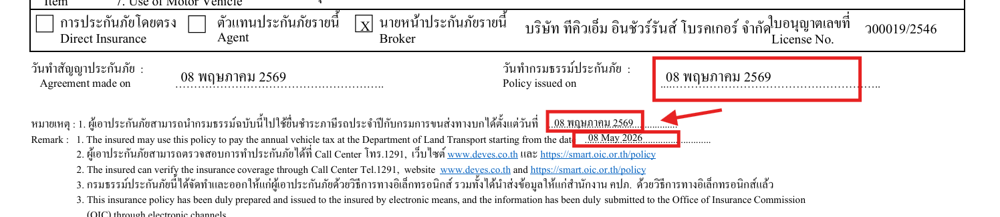 7. Use of Motor Vehicle
การประกันภัยโดยตรง ตัวแทนประกันภัยรายนี้ X นายหน้าประกันภัยรายนี้ บริษัท ทีคิวเอ็ม อินชัวร์รันส์ โบรคเกอร์ จำกัด ใบอนุญาตเลขที่ ว00019/2546
Direct Insurance Agent Broker License No.
วันทำสัญญาประกันภัย : 08 พฤษภาคม 2569 วันทำกรมธรรม์ประกันภัย : 08 พฤษภาคม 2569
Agreement made on Policy issued on
หมายเหตุ : 1. ผู้เอาประกันภัยสามารถนำกรมธรรม์ฉบับนี้ไปใช้ยื่นชำระภาษีรถประจำปีกับกรมการขนส่งทางบกได้ตั้งแต่วันที่ 08 พฤษภาคม 2569
Remark : 1. The insured may use this policy to pay the annual vehicle tax at the Department of Land Transport starting from the date 08 May 2026
2. ผู้เอาประกันภัยสามารถตรวจสอบการทำประกันภัยได้ที่ Call Center โทร.1291, เว็บไซต์ www.deves.co.th และ https://smart.oic.or.th/policy
2. The insured can verify the insurance coverage through Call Center Tel.1291, website www.deves.co.th and https://smart.oic.or.th/policy
3. กรมธรรม์ประกันภัยนี้ได้จัดทำและออกให้แก่ผู้เอาประกันภัยด้วยวิธีการทางอิเล็กทรอนิกส์ รวมทั้งได้นำส่งข้อมูลให้แก่สำนักงาน คปภ. ด้วยวิธีการทางอิเล็กทรอนิกส์แล้ว
3. This insurance policy has been duly prepared and issued to the insured by electronic means, and the information has been duly submitted to the Office of Insurance Commission
(OIC) through electronic channels